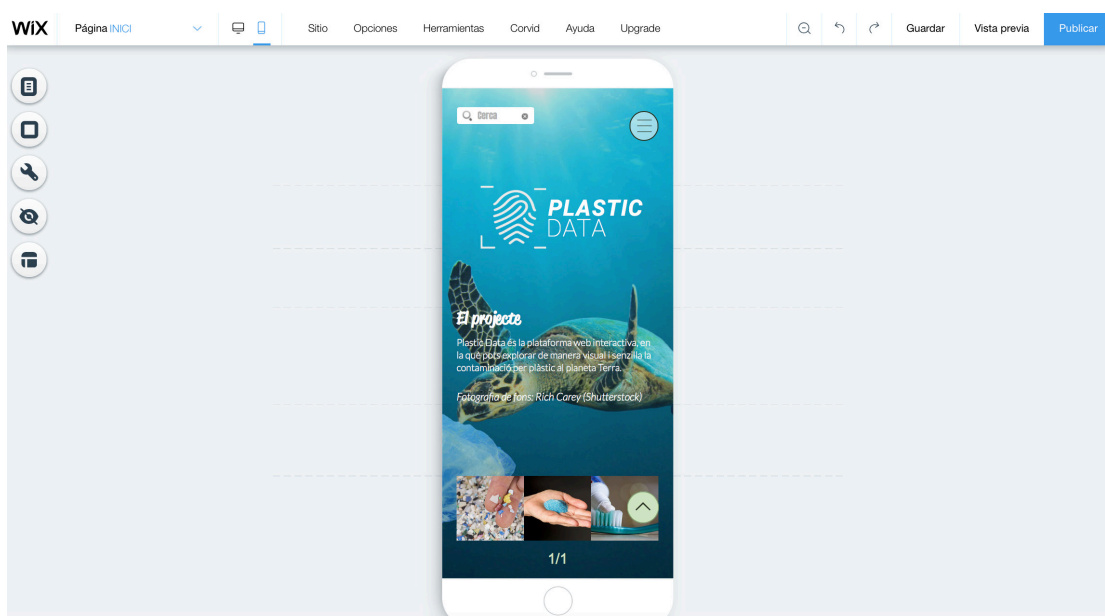 WiX
Página INICI
Sitio
Opciones
Herramientas
Corvid
Ayuda
Upgrade
Guardar
Vista previa
Publicar
Cerca
PLASTIC
DATA
El projecte
Plastic Data és la plataforma web interactiva, en
la què pots explorar de manera visual i senzilla la
contaminació per plàstic al planeta Terra.
Fotografia de fons: Rich Carey (Shutterstock)
1/1